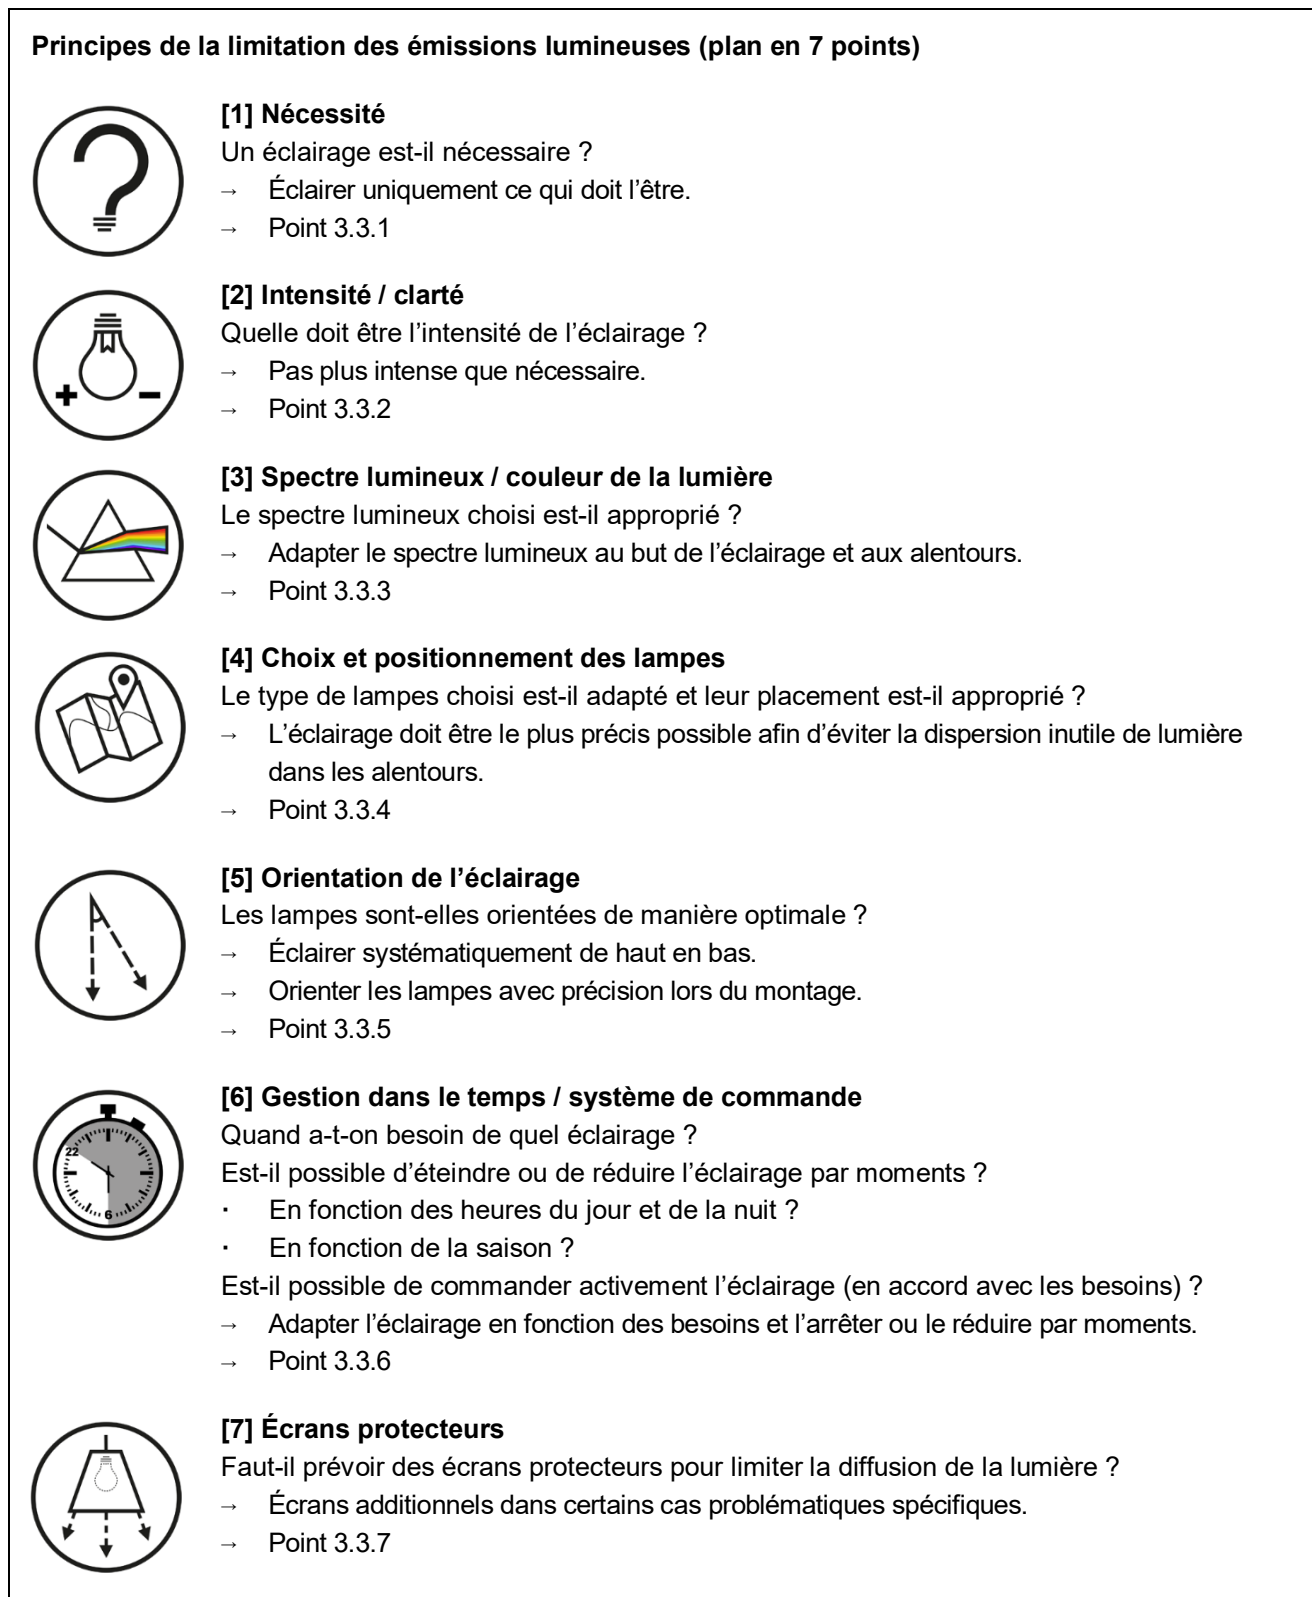 Principes de la limitation des émissions lumineuses (plan en 7 points)
[1] Nécessité
Un éclairage est-il nécessaire ?
→ Éclairer uniquement ce qui doit l’être.
→ Point 3.3.1
[2] Intensité / clarté
Quelle doit être l’intensité de l’éclairage ?
→ Pas plus intense que nécessaire.
→ Point 3.3.2
[3] Spectre lumineux / couleur de la lumière
Le spectre lumineux choisi est-il approprié ?
→ Adapter le spectre lumineux au but de l’éclairage et aux alentours.
→ Point 3.3.3
[4] Choix et positionnement des lampes
Le type de lampes choisi est-il adapté et leur placement est-il approprié ?
→ L’éclairage doit être le plus précis possible afin d’éviter la dispersion inutile de lumière
dans les alentours.
→ Point 3.3.4
[5] Orientation de l’éclairage
Les lampes sont-elles orientées de manière optimale ?
→ Éclairer systématiquement de haut en bas.
→ Orienter les lampes avec précision lors du montage.
→ Point 3.3.5
22
6
[6] Gestion dans le temps / système de commande
Quand a-t-on besoin de quel éclairage ?
Est-il possible d’éteindre ou de réduire l’éclairage par moments ?
· En fonction des heures du jour et de la nuit ?
· En fonction de la saison ?
Est-il possible de commander activement l’éclairage (en accord avec les besoins) ?
→ Adapter l’éclairage en fonction des besoins et l’arrêter ou le réduire par moments.
→ Point 3.3.6
[7] Écrans protecteurs
Faut-il prévoir des écrans protecteurs pour limiter la diffusion de la lumière ?
→ Écrans additionnels dans certains cas problématiques spécifiques.
→ Point 3.3.7